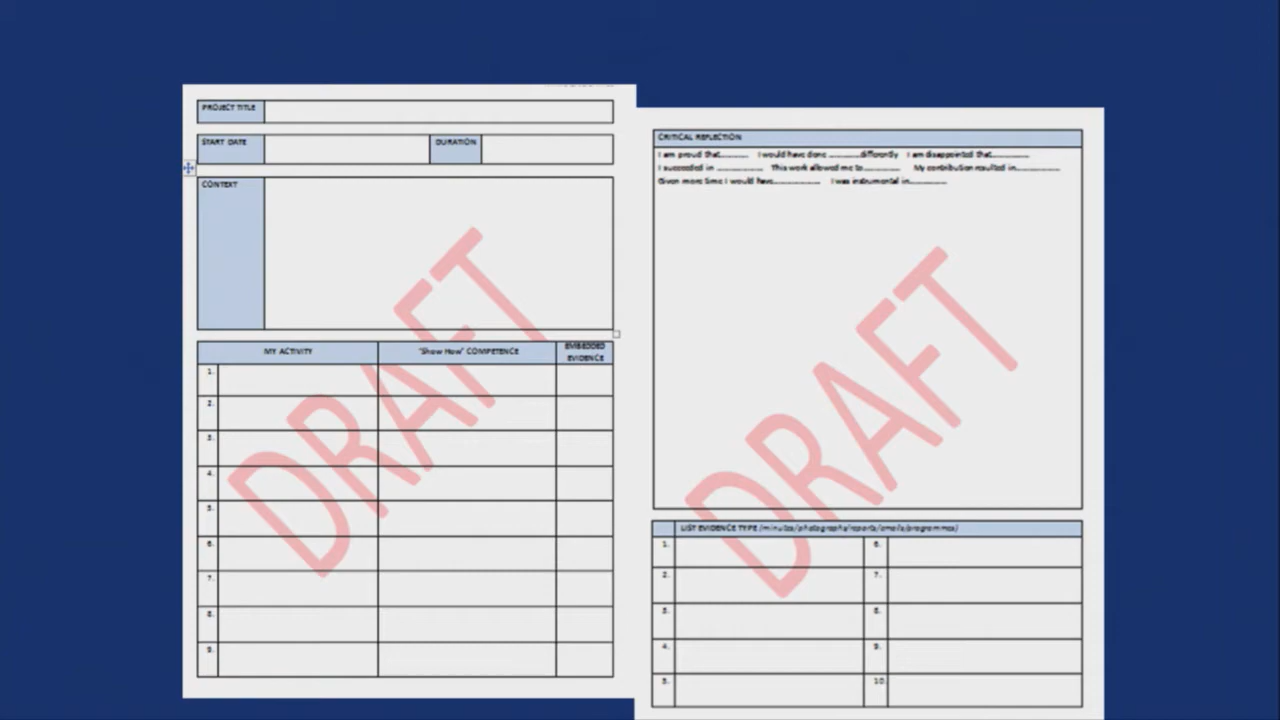 PROJECT TITLE
START DATE
DURATION
CONTEXT
MY ACTIVITY
'Show How' COMPETENCE
EMBEDDED
EVIDENCE
1.
2.
3.
4.
5.
6.
7.
8.
9.
DRAFT
CRITICAL REFLECTION
I am proud that............ I would have done ............differently I am disappointed that...............
I succeeded in .................. This work allowed me to............... My contribution resulted in..................
Given more time I would have.................. I was instrumental in...............
LIST EVIDENCE TYPE /minutes/photographs/reports/emails/programmes/
1.
6.
2.
7.
3.
8.
4.
9.
5.
10.
DRAFT